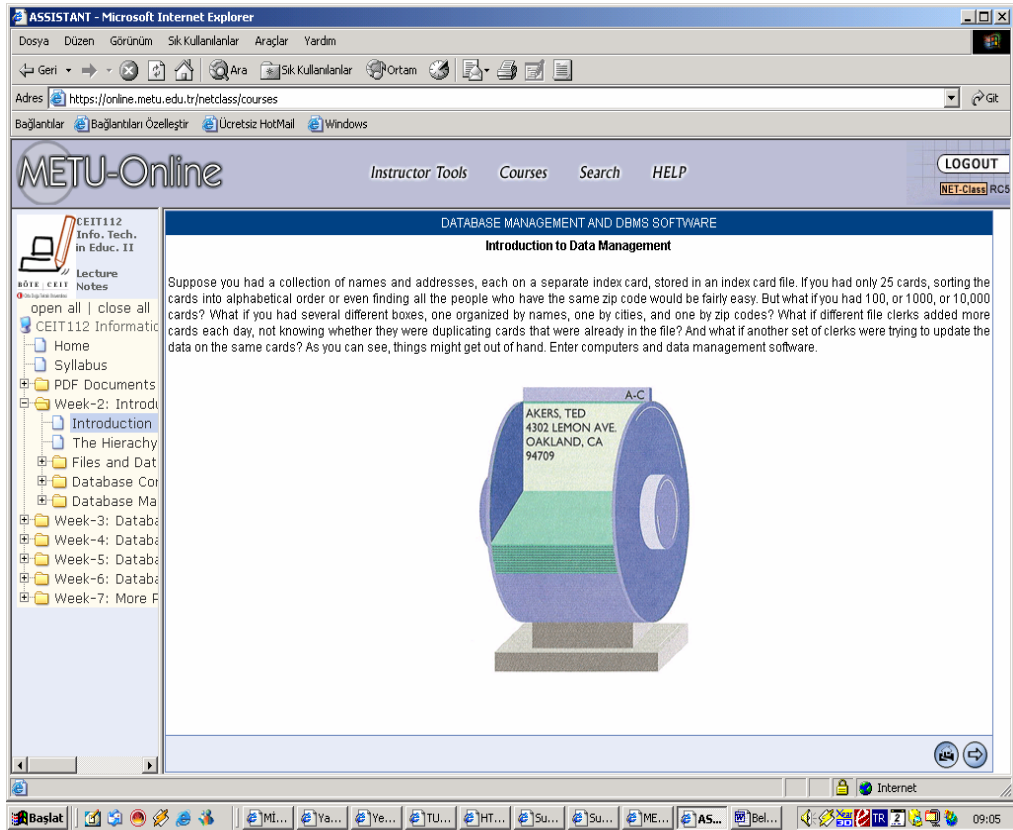 ASSISTANT - Microsoft Internet Explorer
Dosya Düzen Görünüm Sık Kullanılanlar Araçlar Yardım
Geri Ara Sık Kullanılanlar Ortam
Adres https://online.metu.edu.tr/netclass/courses Git
Bağlantılar Bağlantıları Özelleştir Ücretsiz HotMail Windows
METU-Online Instructor Tools Courses Search HELP LOGOUT
NET-Class RC5
CEIT112
Info. Tech.
in Educ. II
Lecture
Notes
BÖTE CEIT
open all | close all
CEIT112 Informatic
Home
Syllabus
PDF Documents
Week-2: Introdu
Introduction
The Hierachy
Files and Dat
Database Cor
Database Ma
Week-3: Databa
Week-4: Databa
Week-5: Databa
Week-6: Databa
Week-7: More F
DATABASE MANAGEMENT AND DBMS SOFTWARE
Introduction to Data Management
Suppose you had a collection of names and addresses, each on a separate index card, stored in an index card file. If you had only 25 cards, sorting the
cards into alphabetical order or even finding all the people who have the same zip code would be fairly easy. But what if you had 100, or 1000, or 10,000
cards? What if you had several different boxes, one organized by names, one by cities, and one by zip codes? What if different file clerks added more
cards each day, not knowing whether they were duplicating cards that were already in the file? And what if another set of clerks were trying to update the
data on the same cards? As you can see, things might get out of hand. Enter computers and data management software.
A-C
AKERS, TED
4302 LEMON AVE.
OAKLAND, CA
94709
Internet
Başlat Mİ... Ya... Ye... TU... HT... Su... Su... ME... AS... Bel... TR 09:05